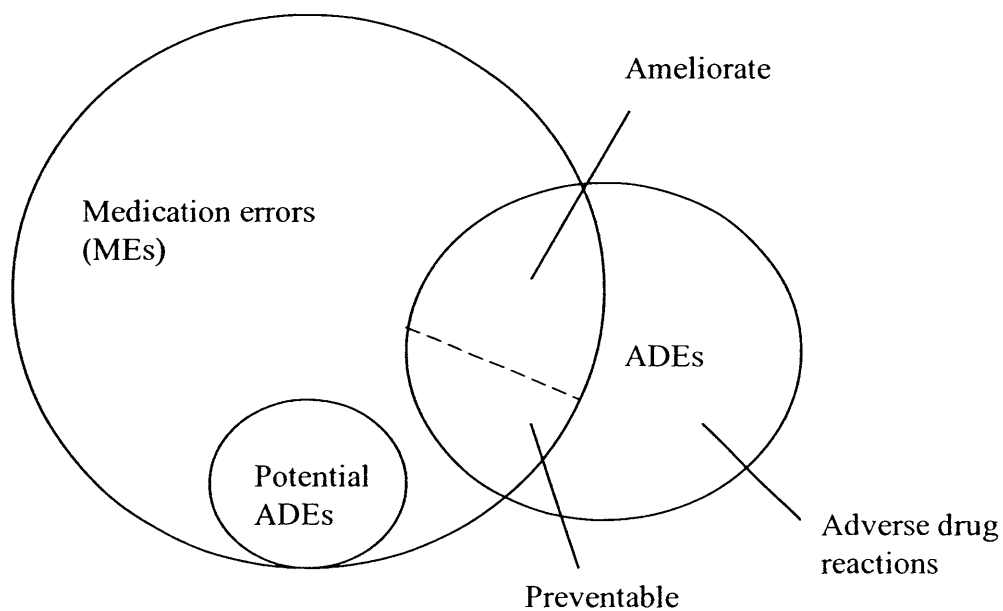 Ameliorate
Medication errors
(MEs)
ADEs
Potential
ADEs
Adverse drug
reactions
Preventable